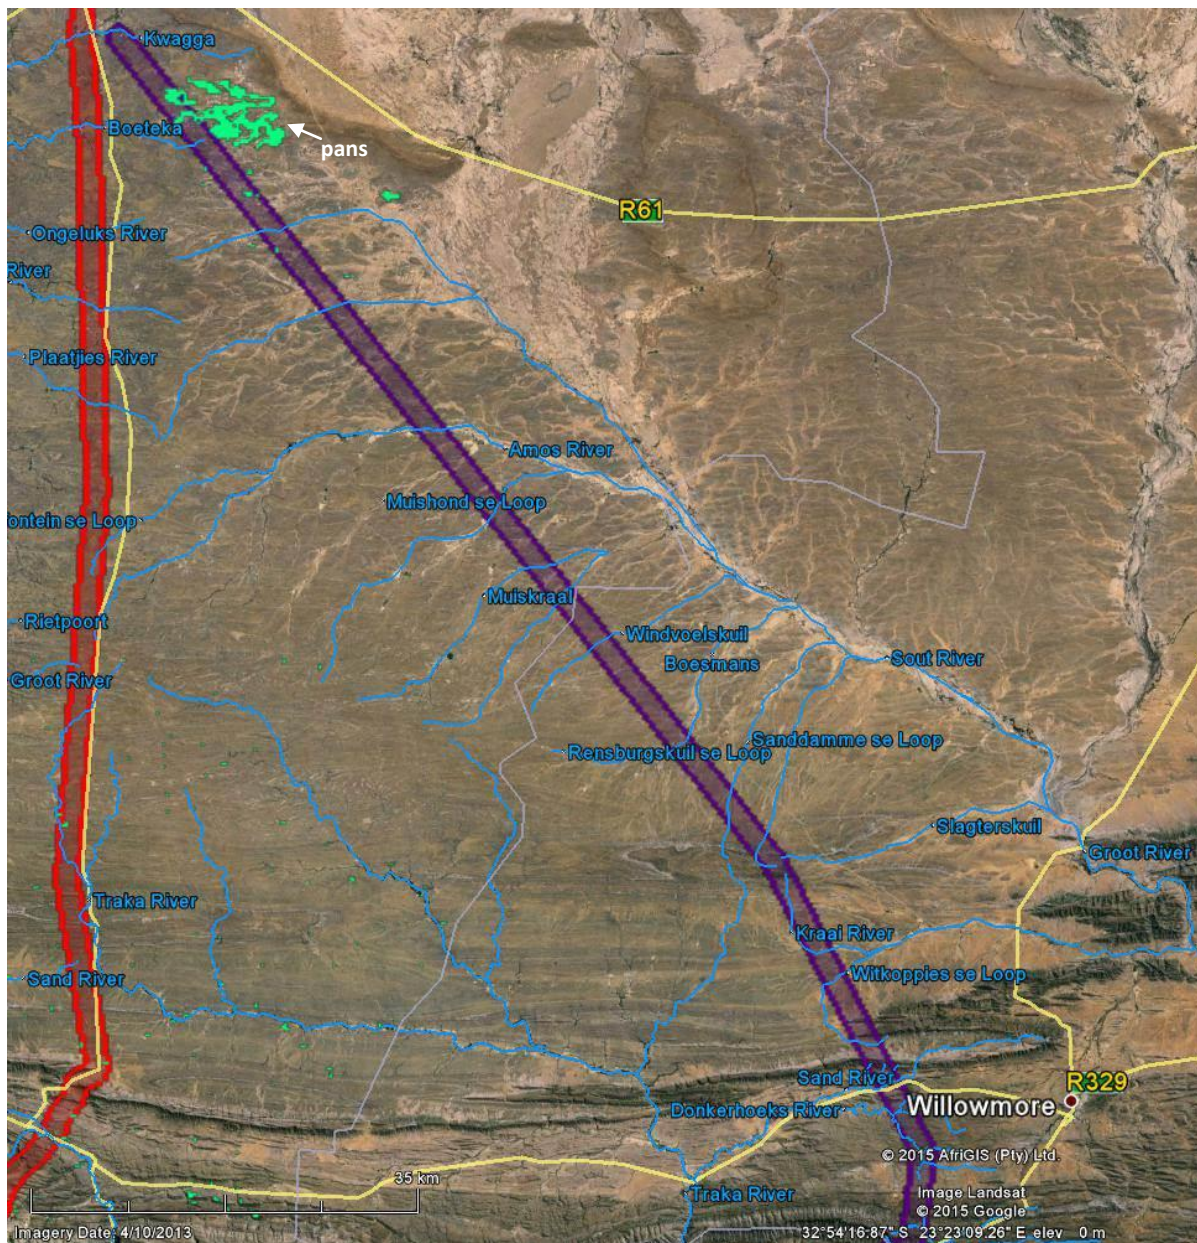 Kwagga
Boeteka
pans
R61
Ongeluks River
River
Plaatjies River
Amos River
Muishond se Loop
ontein se Loop
Muiskraal
Rietpoort
Windvoelskuil
Boesmans
Sout River
Groot River
Sanddamme se Loop
Rensburgskuil se Loop
Slagterskuil
Groot River
Traka River
Kraai River
Witkoppies se Loop
Sand River
Sand River
R329
Donkerhoeks River
Willowmore
© 2015 AfriGIS (Pty) Ltd.
35 km
Traka River
Image Landsat
© 2015 Google
Imagery Date: 4/10/2013
32°54'16.87" S 23°23'09.26" E elev 0 m